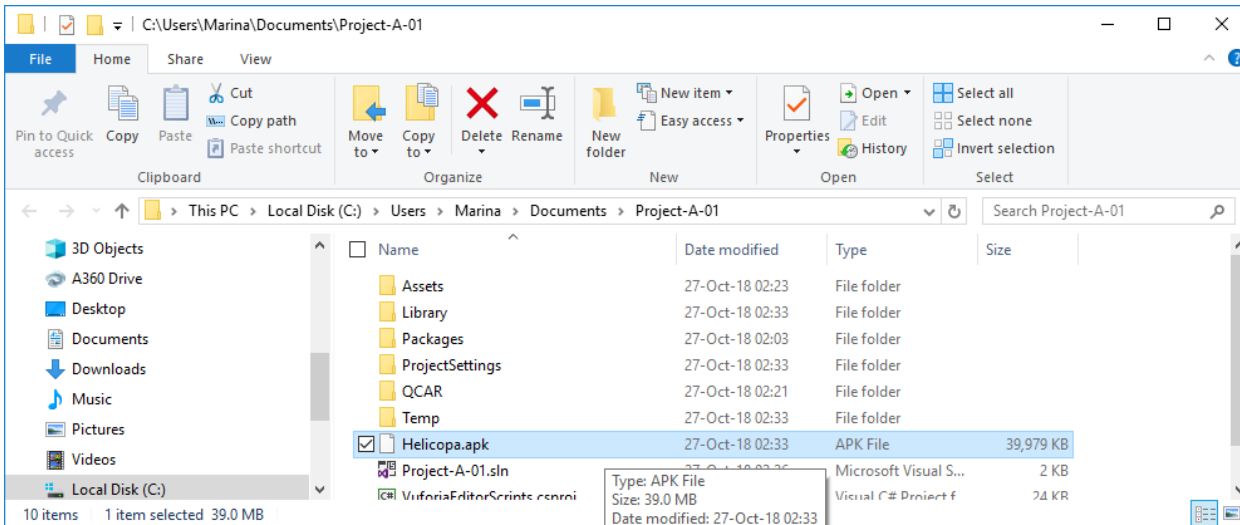 C:\Users\Marina\Documents\Project-A-01
File Home Share View
Pin to Quick access
Copy
Paste
Cut
Copy path
Paste shortcut
Clipboard
Move to
Copy to
Delete
Rename
Organize
New folder
New item
Easy access
New
Properties
Open
Edit
History
Open
Select all
Select none
Invert selection
Select
This PC > Local Disk (C:) > Users > Marina > Documents > Project-A-01
Search Project-A-01
3D Objects
A360 Drive
Desktop
Documents
Downloads
Music
Pictures
Videos
Local Disk (C:)
Name Date modified Type Size
Assets 27-Oct-18 02:23 File folder
Library 27-Oct-18 02:33 File folder
Packages 27-Oct-18 02:03 File folder
ProjectSettings 27-Oct-18 02:33 File folder
QCAR 27-Oct-18 02:21 File folder
Temp 27-Oct-18 02:33 File folder
Helicopa.apk 27-Oct-18 02:33 APK File 39,979 KB
Project-A-01.sln Microsoft Visual S... 2 KB
VuforiaEditorScripts.csproj Visual C# Project f 24 KB
Type: APK File
Size: 39.0 MB
Date modified: 27-Oct-18 02:33
10 items 1 item selected 39.0 MB